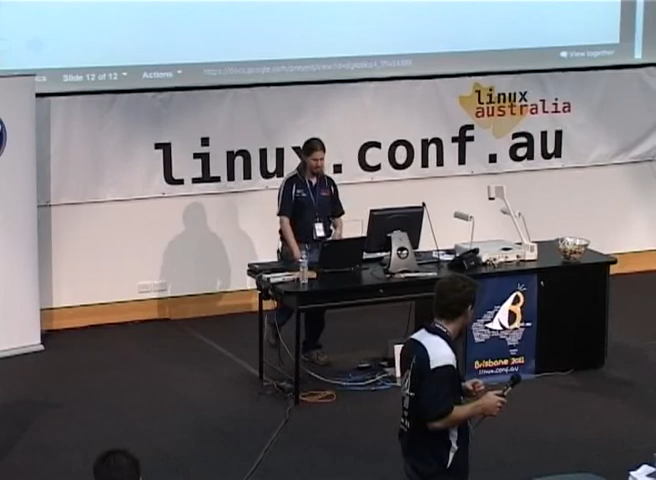 Slide 12 of 12
Actions
View together
linux
australia
linux.conf.au
Brisbane 2011
linux.conf.au